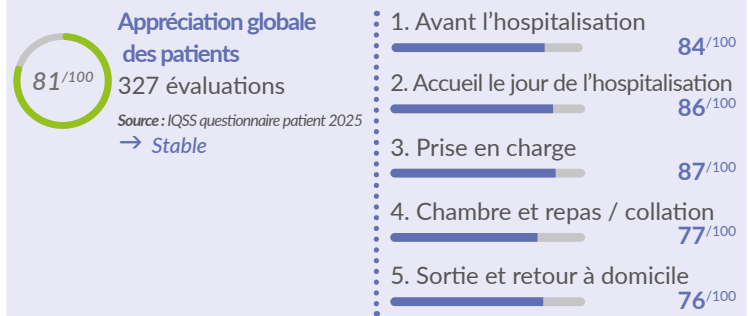 Appréciation globale
des patients
81/100
327 évaluations
Source : IQSS questionnaire patient 2025
→ Stable
1. Avant l’hospitalisation
84/100
2. Accueil le jour de l’hospitalisation
86/100
3. Prise en charge
87/100
4. Chambre et repas / collation
77/100
5. Sortie et retour à domicile
76/100